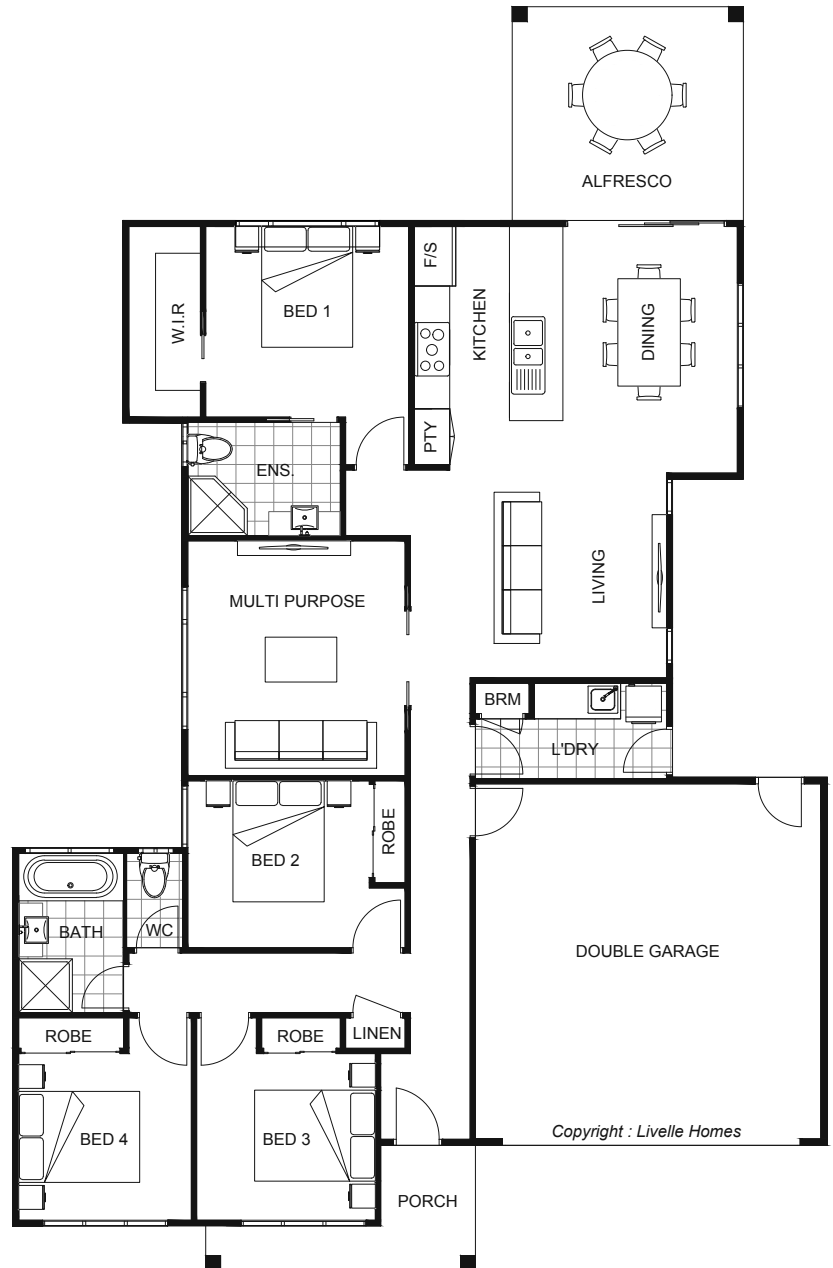 ALFRESCO
F/S
W.I.R
BED 1
KITCHEN
DINING
PTY
ENS.
LIVING
MULTI PURPOSE
BRM
L'DRY
ROBE
BED 2
BATH
WC
DOUBLE GARAGE
ROBE
ROBE
LINEN
BED 4
BED 3
Copyright : Livelle Homes
PORCH